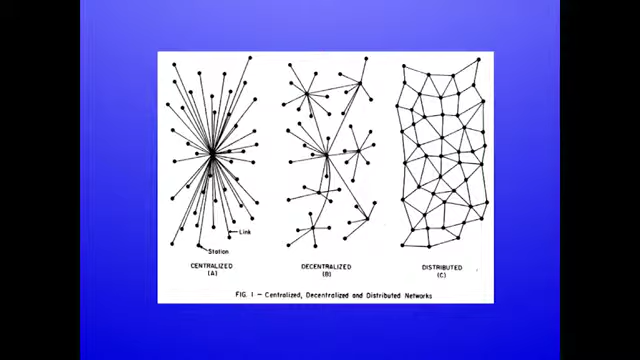 Link
Station
CENTRALIZED
(A)
DECENTRALIZED
(B)
DISTRIBUTED
(C)
FIG. 1 – Centralized, Decentralized and Distributed Networks